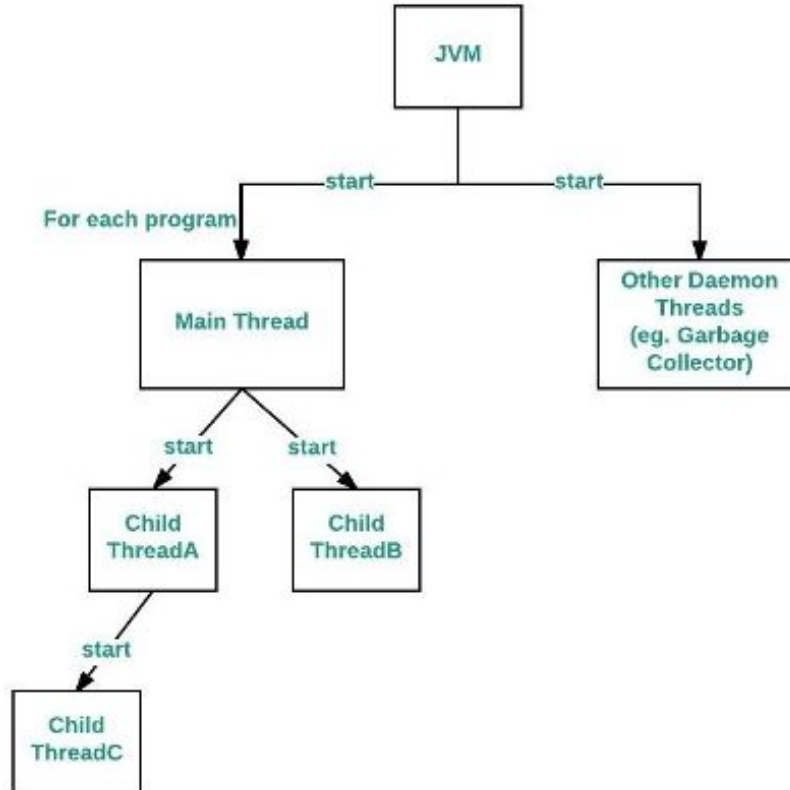 JVM
start
start
For each program
Main Thread
Other Daemon
Threads
(eg. Garbage
Collector)
start
start
Child
ThreadA
Child
ThreadB
start
Child
ThreadC